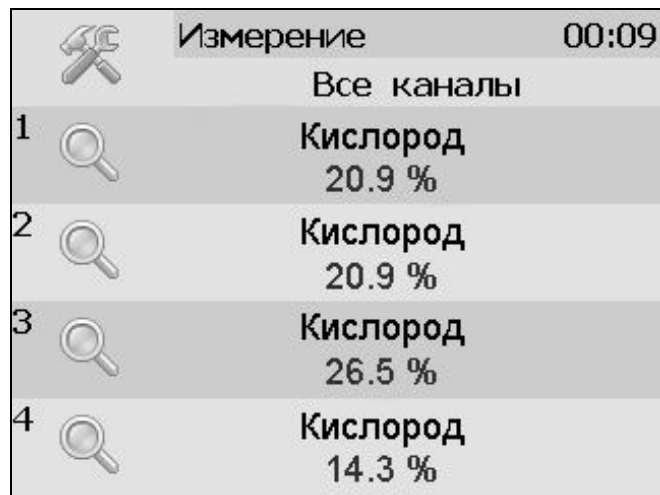 Измерение 00:09
Все каналы
1
Кислород
20.9 %
2
Кислород
20.9 %
3
Кислород
26.5 %
4
Кислород
14.3 %